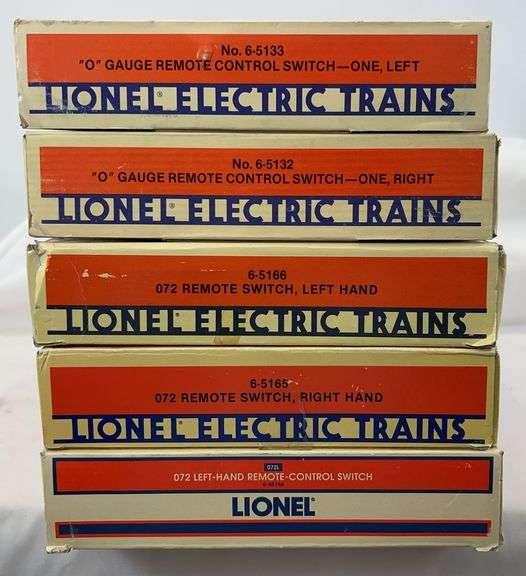 No. 6-5133
"O" GAUGE REMOTE CONTROL SWITCH—ONE, LEFT
LIONEL® ELECTRIC TRAINS
No. 6-5132
"O" GAUGE REMOTE CONTROL SWITCH—ONE, RIGHT
LIONEL® ELECTRIC TRAINS
6-5166
072 REMOTE SWITCH, LEFT HAND
LIONEL® ELECTRIC TRAINS
6-5165
072 REMOTE SWITCH, RIGHT HAND
LIONEL® ELECTRIC TRAINS
072L
072 LEFT-HAND REMOTE-CONTROL SWITCH
LIONEL®